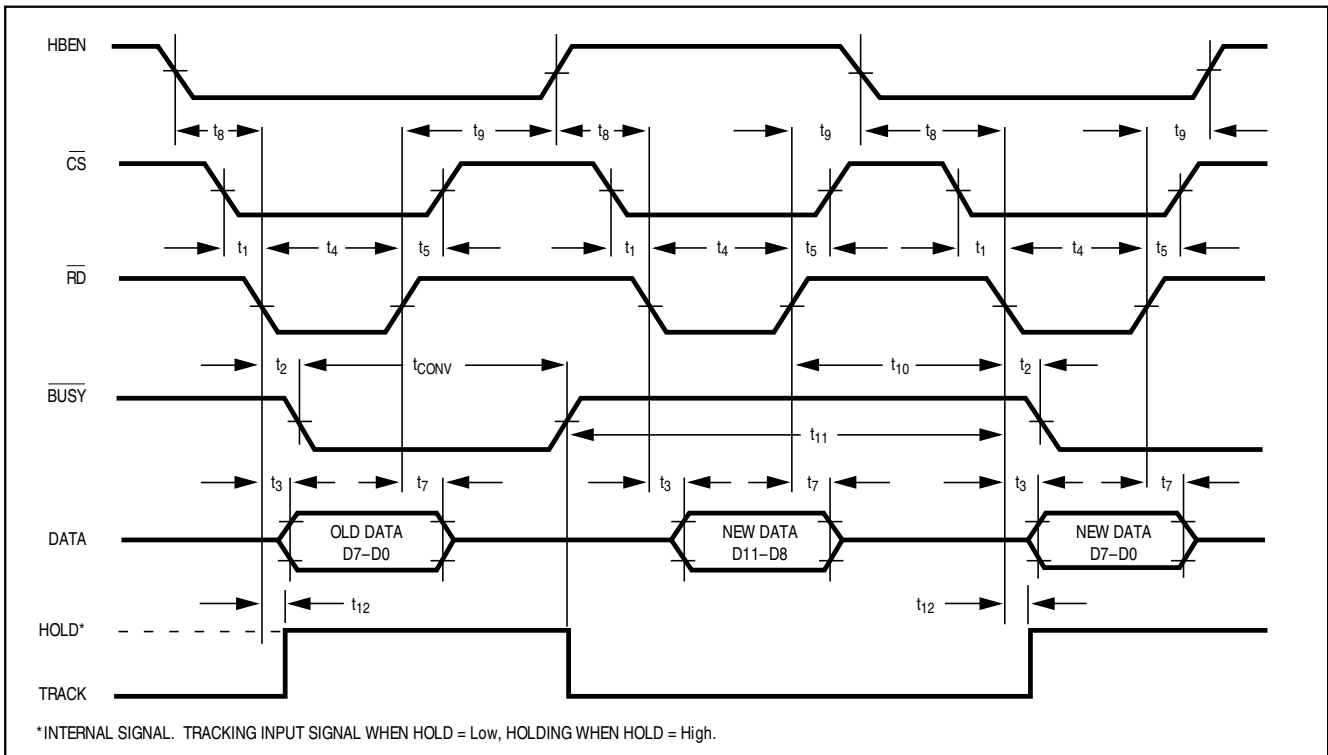 HBEN
t8 t9 t8 t9 t8 t9
CS
t1 t4 t5 t1 t4 t5 t1 t4 t5
RD
t2 tCONV t10 t2
BUSY
t11
t3 t7 t3 t7 t3 t7
DATA
OLD DATA
D7–D0
NEW DATA
D11–D8
NEW DATA
D7–D0
t12 t12
HOLD*
TRACK
*INTERNAL SIGNAL. TRACKING INPUT SIGNAL WHEN HOLD = Low, HOLDING WHEN HOLD = High.